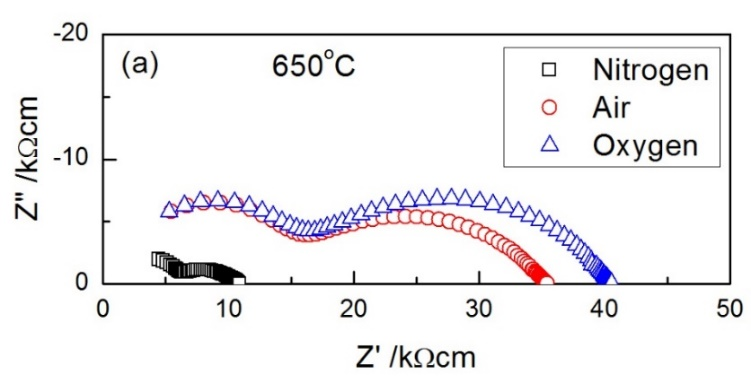 -20
(a)
650°C
Nitrogen
Air
Oxygen
-10
0
Z" /kΩcm
0
10
20
30
40
50
Z' /kΩcm